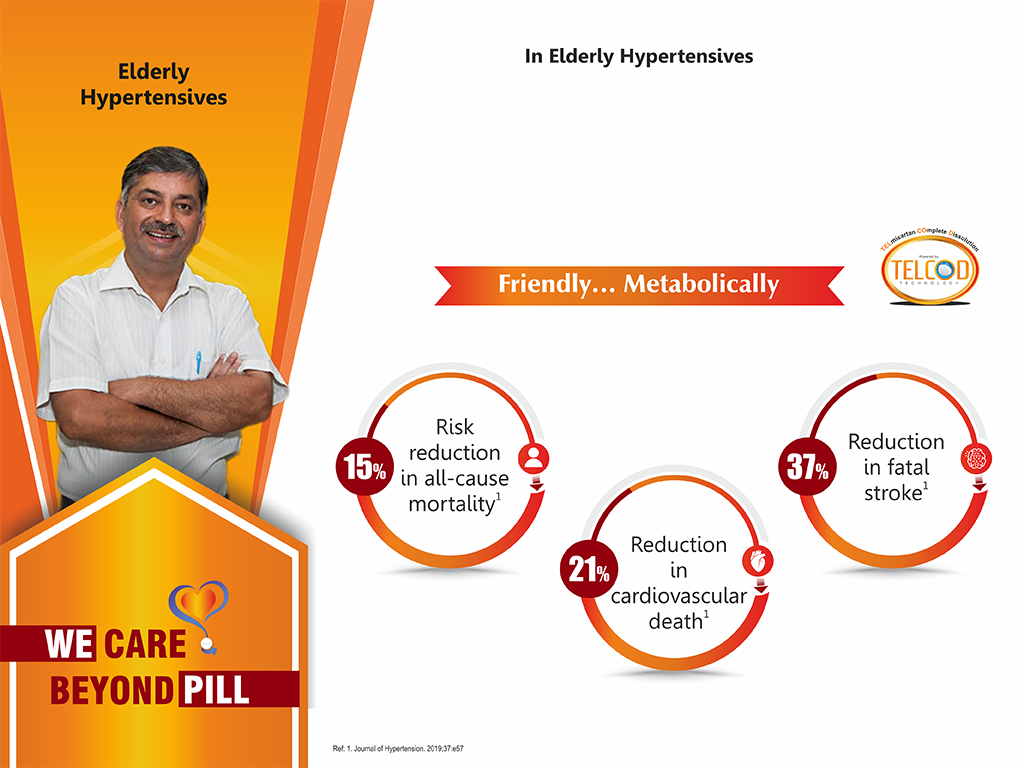 Elderly
Hypertensives
In Elderly Hypertensives
TELmisartan COmplete Dissolution
Powered by
TELCOD
TECHNOLOGY
Friendly... Metabolically
15%
Risk
reduction
in all-cause
mortality1
21%
Reduction
in
cardiovascular
death1
37%
Reduction
in fatal
stroke1
WE CARE
BEYOND PILL
Ref: 1. Journal of Hypertension. 2019;37:e57